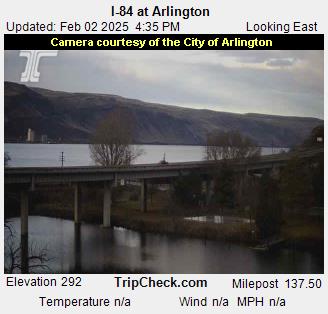 I-84 at Arlington
Updated: Feb 02 2025 4:35 PM Looking East
Camera courtesy of the City of Arlington
Elevation 292 TripCheck.com Milepost 137.50
Temperature n/a Wind n/a MPH n/a